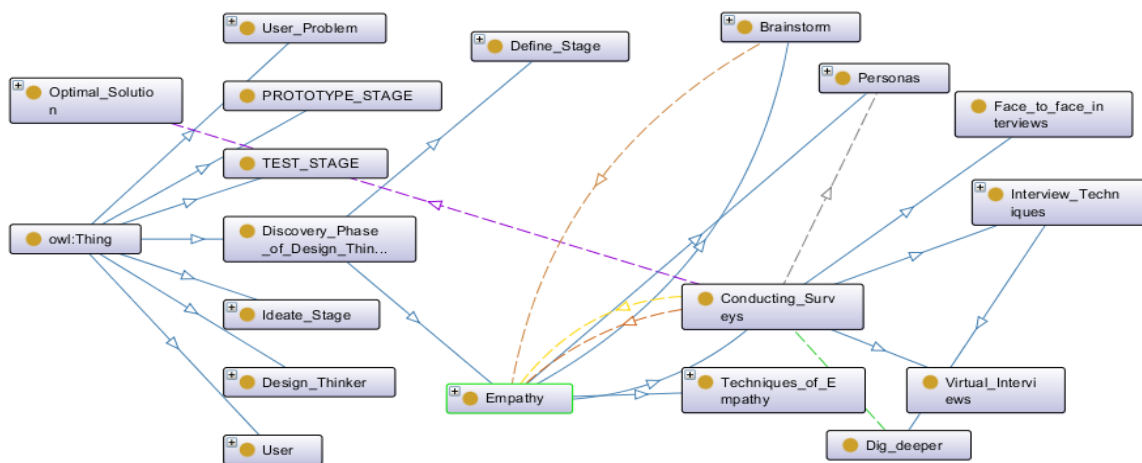 User_Problem
Brainstorm
Define_Stage
Personas
Optimal_Solutio
n
PROTOTYPE_STAGE
Face_to_face_in
terviews
TEST_STAGE
Interview_Techn
iques
owl:Thing
Discovery_Phase
_of_Design_Thin...
Conducting_Surv
eys
Ideate_Stage
Design_Thinker
Empathy
Techniques_of_E
mpathy
Virtual_Intervi
ews
User
Dig_deeper